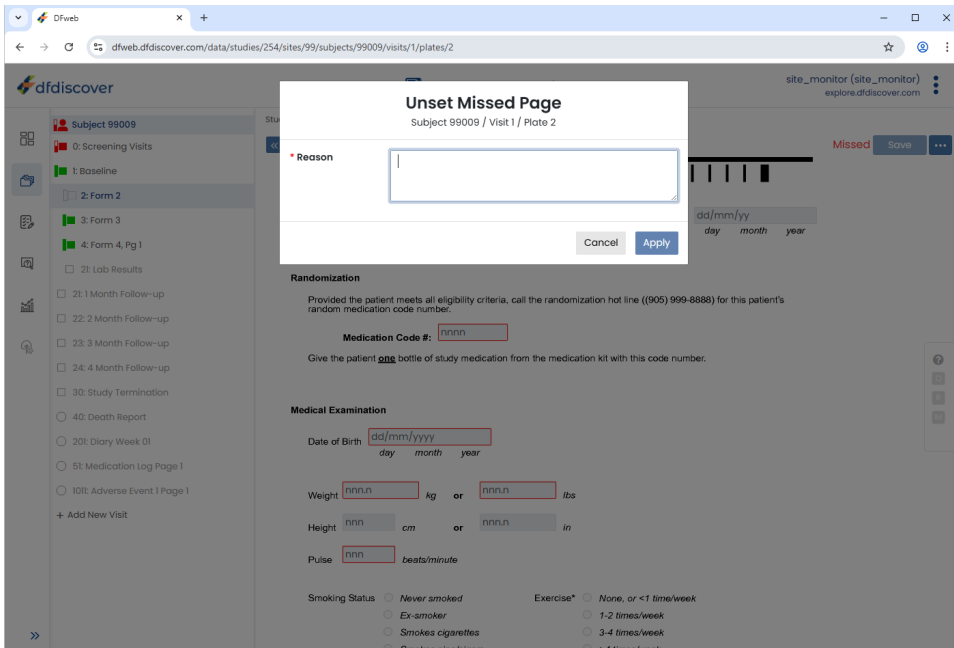 DFweb
dfweb.dfdiscover.com/data/studies/254/sites/99/subjects/99009/visits/1/plates/2
dfdiscover
site_monitor (site_monitor)
explore.dfdiscover.com
Unset Missed Page
Subject 99009 / Visit 1 / Plate 2
* Reason
Cancel
Apply
Subject 99009
0: Screening Visits
1: Baseline
2: Form 2
3: Form 3
4: Form 4, Pg 1
21: Lab Results
21: 1 Month Follow-up
22: 2 Month Follow-up
23: 3 Month Follow-up
24: 4 Month Follow-up
30: Study Termination
40: Death Report
201: Diary Week 01
51: Medication Log Page 1
1011: Adverse Event 1 Page 1
+ Add New Visit
Missed
Save
dd/mm/yy
day month year
Randomization
Provided the patient meets all eligibility criteria, call the randomization hot line ((905) 999-8888) for this patient's
random medication code number.
Medication Code #: nnnn
Give the patient one bottle of study medication from the medication kit with this code number.
Medical Examination
Date of Birth dd/mm/yyyy
day month year
Weight nnn.n kg or nnn.n lbs
Height nnn cm or nnn.n in
Pulse nnn beats/minute
Smoking Status Never smoked Exercise* None, or <1 time/week
Ex-smoker 1-2 times/week
Smokes cigarettes 3-4 times/week